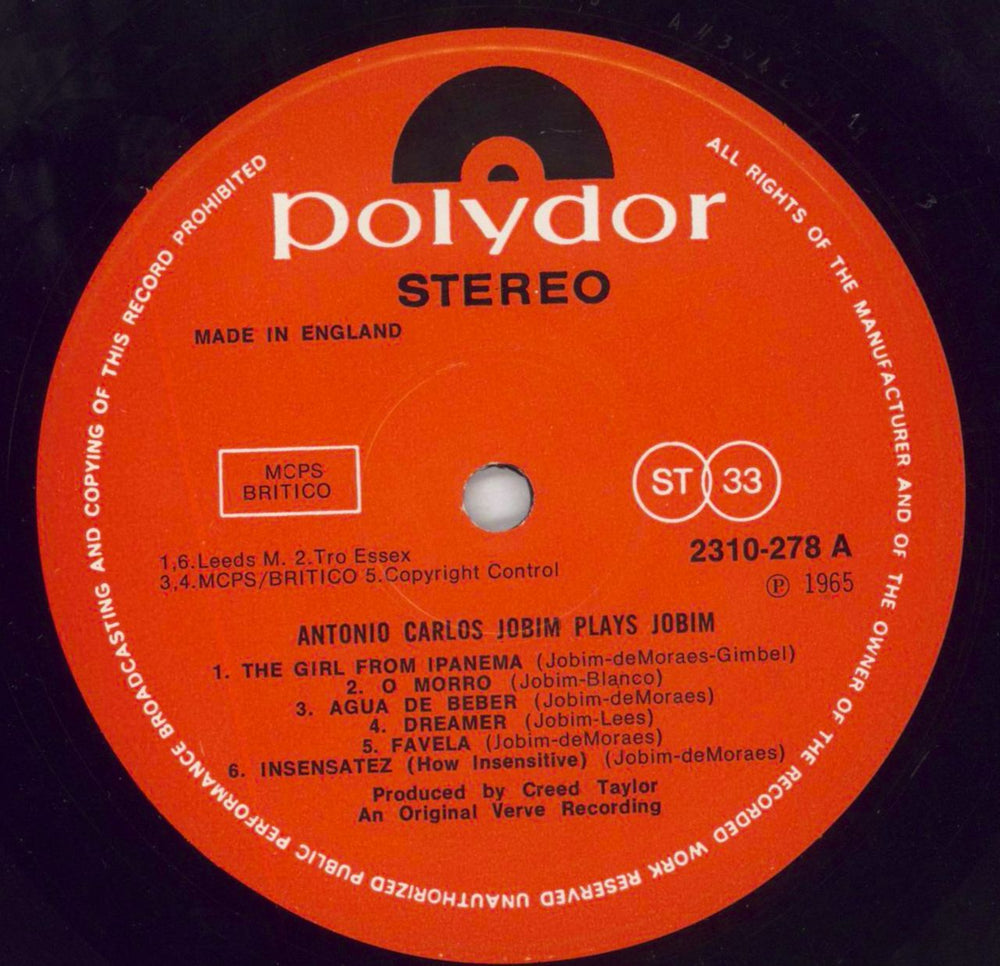 polydor
STEREO
MADE IN ENGLAND
MCPS
BRITICO
ST 33
1,6.Leeds M. 2.Tro Essex
3,4.MCPS/BRITICO 5.Copyright Control
2310-278 A
℗ 1965
ANTONIO CARLOS JOBIM PLAYS JOBIM
1. THE GIRL FROM IPANEMA (Jobim-deMoraes-Gimbel)
2. O MORRO (Jobim-Blanco)
3. AGUA DE BEBER (Jobim-deMoraes)
4. DREAMER (Jobim-Lees)
5. FAVELA (Jobim-deMoraes)
6. INSENSATEZ (How Insensitive) (Jobim-deMoraes)
Produced by Creed Taylor
An Original Verve Recording
ALL RIGHTS OF THE MANUFACTURER AND OF THE OWNER OF THE RECORDED WORK RESERVED UNAUTHORIZED PUBLIC PERFORMANCE BROADCASTING AND COPYING OF THIS RECORD PROHIBITED